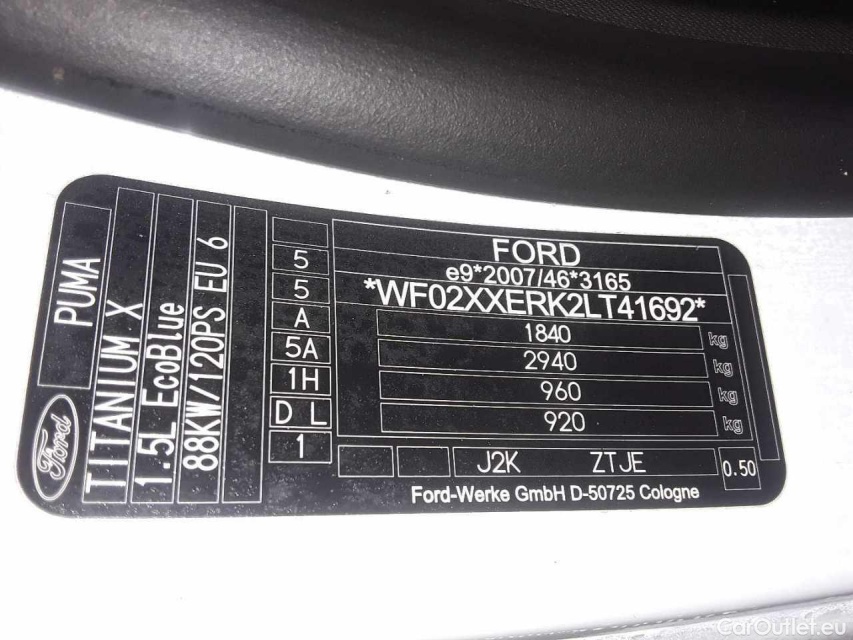 PUMA
Ford
TITANIUM X
1.5L EcoBlue
88KW/120PS EU 6
5
5
A
5A
1H
D L
1
FORD
e9*2007/46*3165
*WF02XXERK2LT41692*
1840 kg
2940 kg
960 kg
920 kg
J2K ZTJE 0.50
Ford-Werke GmbH D-50725 Cologne
CarOutlet.eu